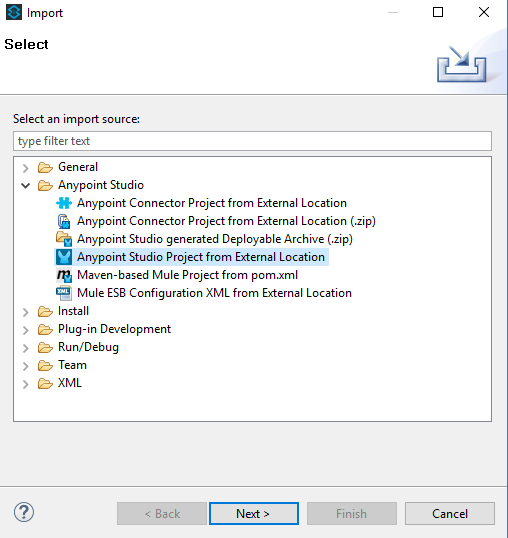 Import
Select
Select an import source:
type filter text
General
Anypoint Studio
Anypoint Connector Project from External Location
Anypoint Connector Project from External Location (.zip)
Anypoint Studio generated Deployable Archive (.zip)
Anypoint Studio Project from External Location
Maven-based Mule Project from pom.xml
Mule ESB Configuration XML from External Location
Install
Plug-in Development
Run/Debug
Team
XML
< Back
Next >
Finish
Cancel